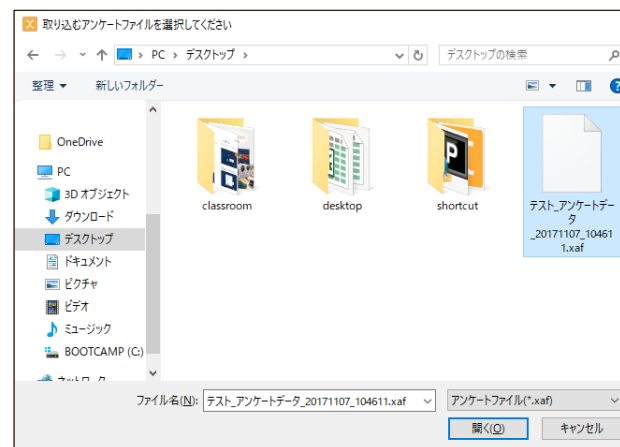 取り込むアンケートファイルを選択してください
PC › デスクトップ ›
デスクトップの検索
整理
新しいフォルダー
OneDrive
PC
3D オブジェクト
ダウンロード
デスクトップ
ドキュメント
ピクチャ
ビデオ
ミュージック
BOOTCAMP (C:)
classroom
desktop
shortcut
テスト_アンケートデー
タ
_20171107_10461
1.xaf
ファイル名(N):
テスト_アンケートデータ_20171107_104611.xaf
アンケートファイル(*.xaf)
開く(O)
キャンセル